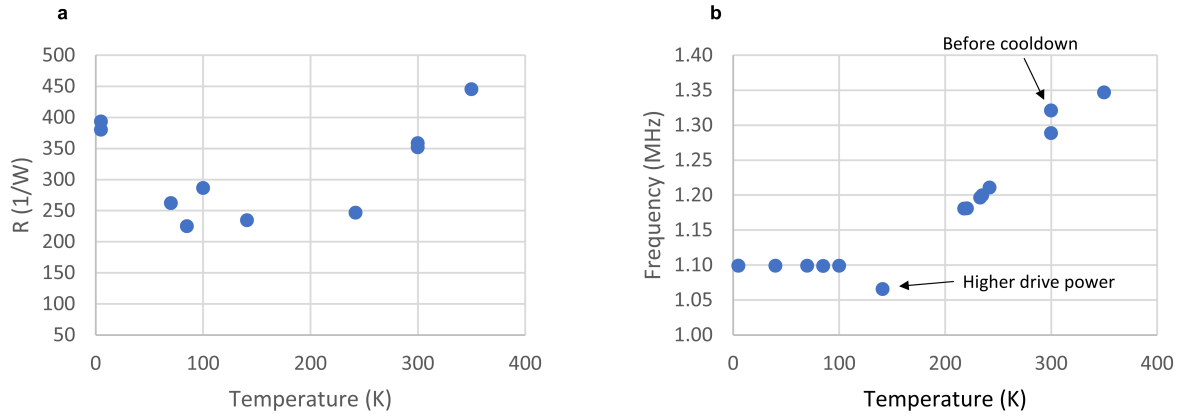 a
500
450
400
350
300
250
200
150
100
50
0 100 200 300 400
R (1/W)
Temperature (K)
b
Before cooldown
1.40
1.35
1.30
1.25
1.20
1.15
1.10
1.05
1.00
Higher drive power
0 100 200 300 400
Frequency (MHz)
Temperature (K)